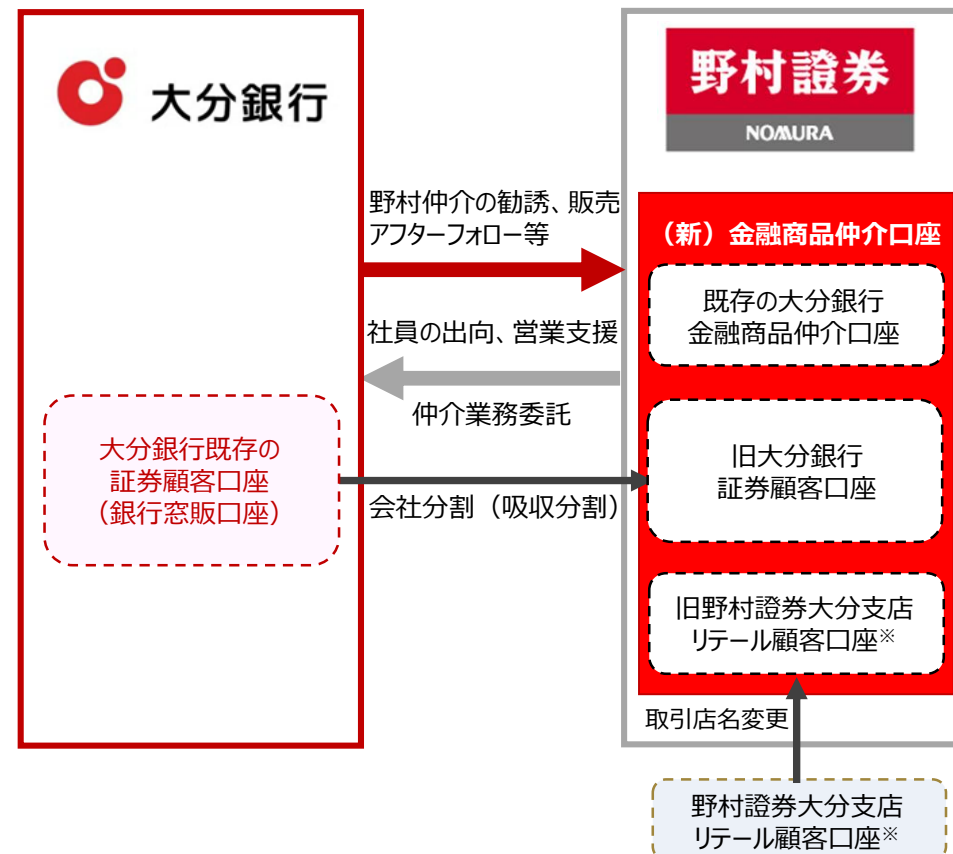 大分銀行
野村證券
NOMURA
野村仲介の勧誘、販売
アフターフォロー等
社員の出向、営業支援
仲介業務委託
大分銀行既存の
証券顧客口座
（銀行窓販口座）
会社分割（吸収分割）
（新）金融商品仲介口座
既存の大分銀行
金融商品仲介口座
旧大分銀行
証券顧客口座
旧野村證券大分支店
リテール顧客口座※
取引店名変更
野村證券大分支店
リテール顧客口座※